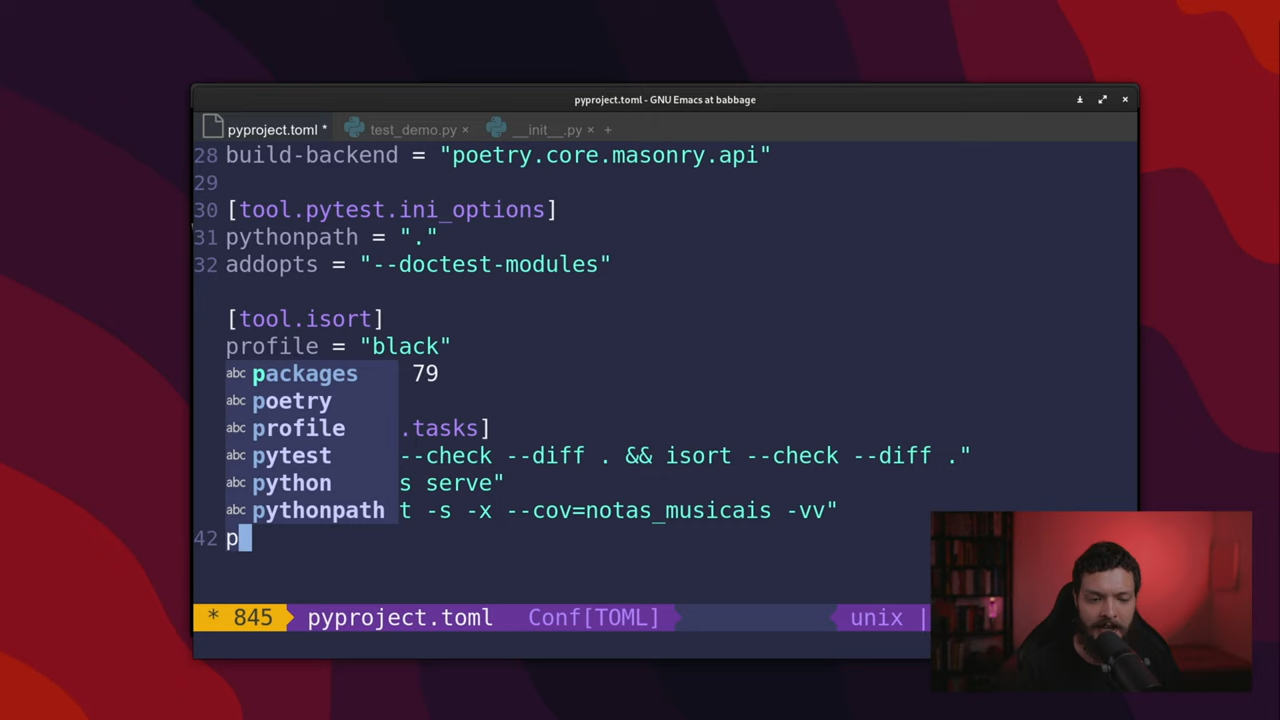 pyproject.toml - GNU Emacs at babbage
pyproject.toml * test_demo.py × __init__.py × +
28 build-backend = "poetry.core.masonry.api"
29
30 [tool.pytest.ini_options]
31 pythonpath = "."
32 addopts = "--doctest-modules"
[tool.isort]
profile = "black"
abc packages 79
abc poetry
abc profile .tasks]
abc pytest --check --diff . && isort --check --diff ."
abc python s serve"
abc pythonpath t -s -x --cov=notas_musicais -vv"
42 p
* 845 pyproject.toml Conf[TOML] unix |